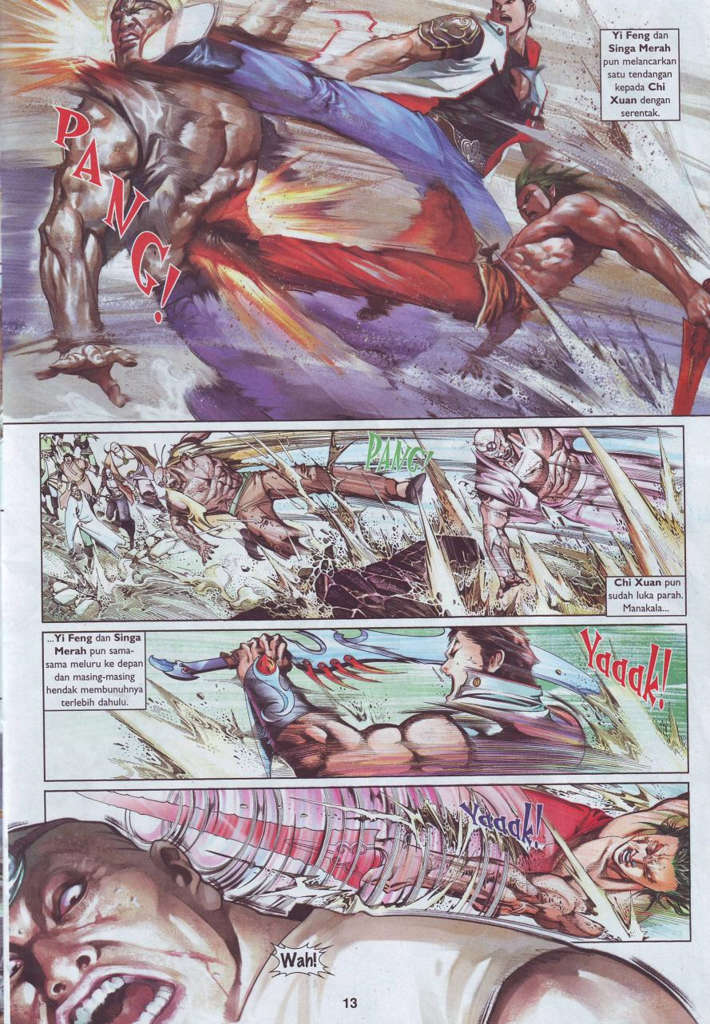 Yi Feng dan
Singa Merah
pun melancarkan
satu tendangan
kepada Chi
Xuan dengan
serentak.
PANG!
PANG!
Chi Xuan pun
sudah luka parah.
Manakala...
...Yi Feng dan Singa
Merah pun sama-
sama meluru ke depan
dan masing-masing
hendak membunuhnya
terlebih dahulu.
Yaaak!
Yaaak!
Wah!
13